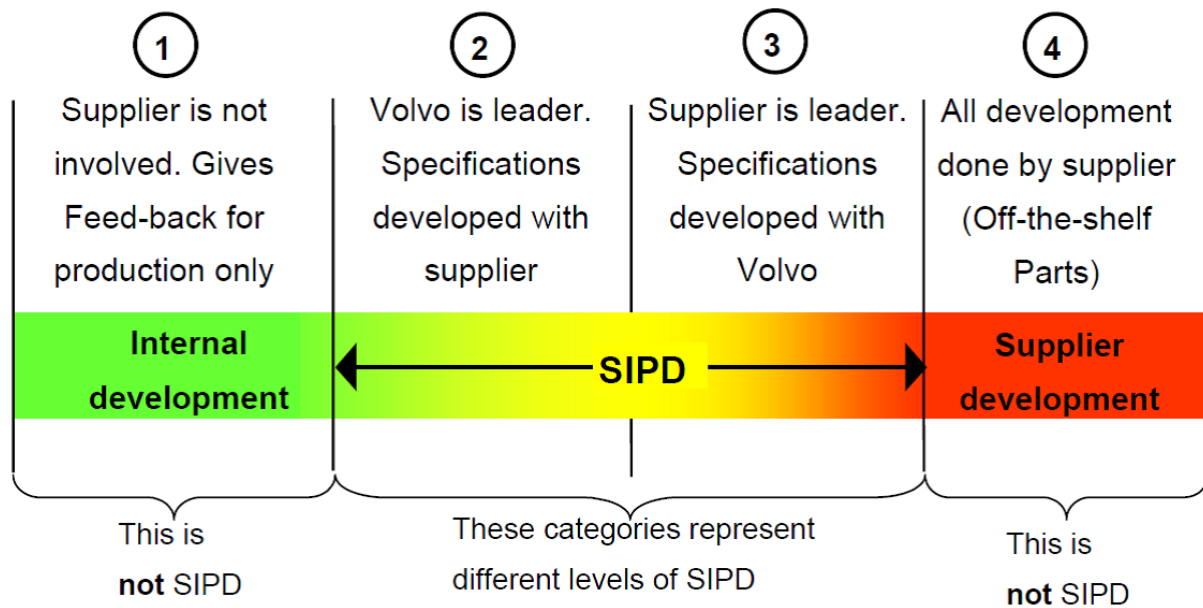 1
Supplier is not
involved. Gives
Feed-back for
production only
2
Volvo is leader.
Specifications
developed with
supplier
3
Supplier is leader.
Specifications
developed with
Volvo
4
All development
done by supplier
(Off-the-shelf
Parts)
Internal
development
SIPD
Supplier
development
This is
not SIPD
These categories represent
different levels of SIPD
This is
not SIPD